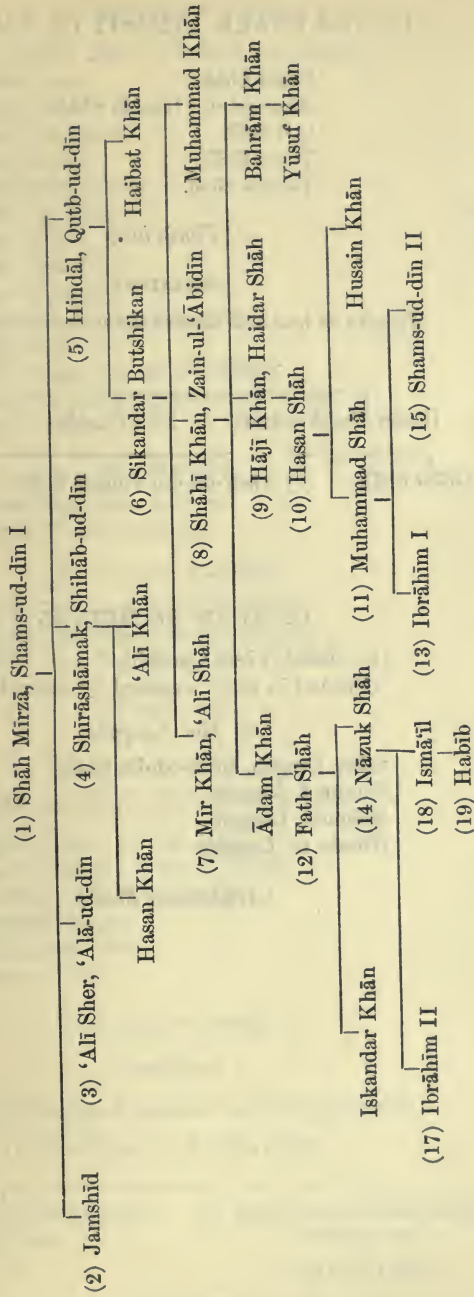 (1) Shāh Mīrzā, Shams-ud-dīn I
(2) Jamshīd (3) ‘Alī Sher, ‘Alā-ud-dīn (4) Shīrāshāmak, Shihāb-ud-dīn (5) Hindāl, Qutb-ud-dīn
Hasan Khān ‘Alī Khān (6) Sikandar Butshikan Haibat Khān
(7) Mīr Khān, ‘Alī Shāh (8) Shāhī Khān, Zain-ul-‘Ābidīn Muhammad Khān
Ādam Khān (9) Hājī Khān, Haidar Shāh Bahrām Khān
(12) Fath Shāh (10) Hasan Shāh Yūsuf Khān
Iskandar Khān (14) Nāzuk Shāh (11) Muhammad Shāh Husain Khān
(17) Ibrāhīm II (18) Ismā‘īl (13) Ibrāhīm I (15) Shams-ud-dīn II
(19) Habīb